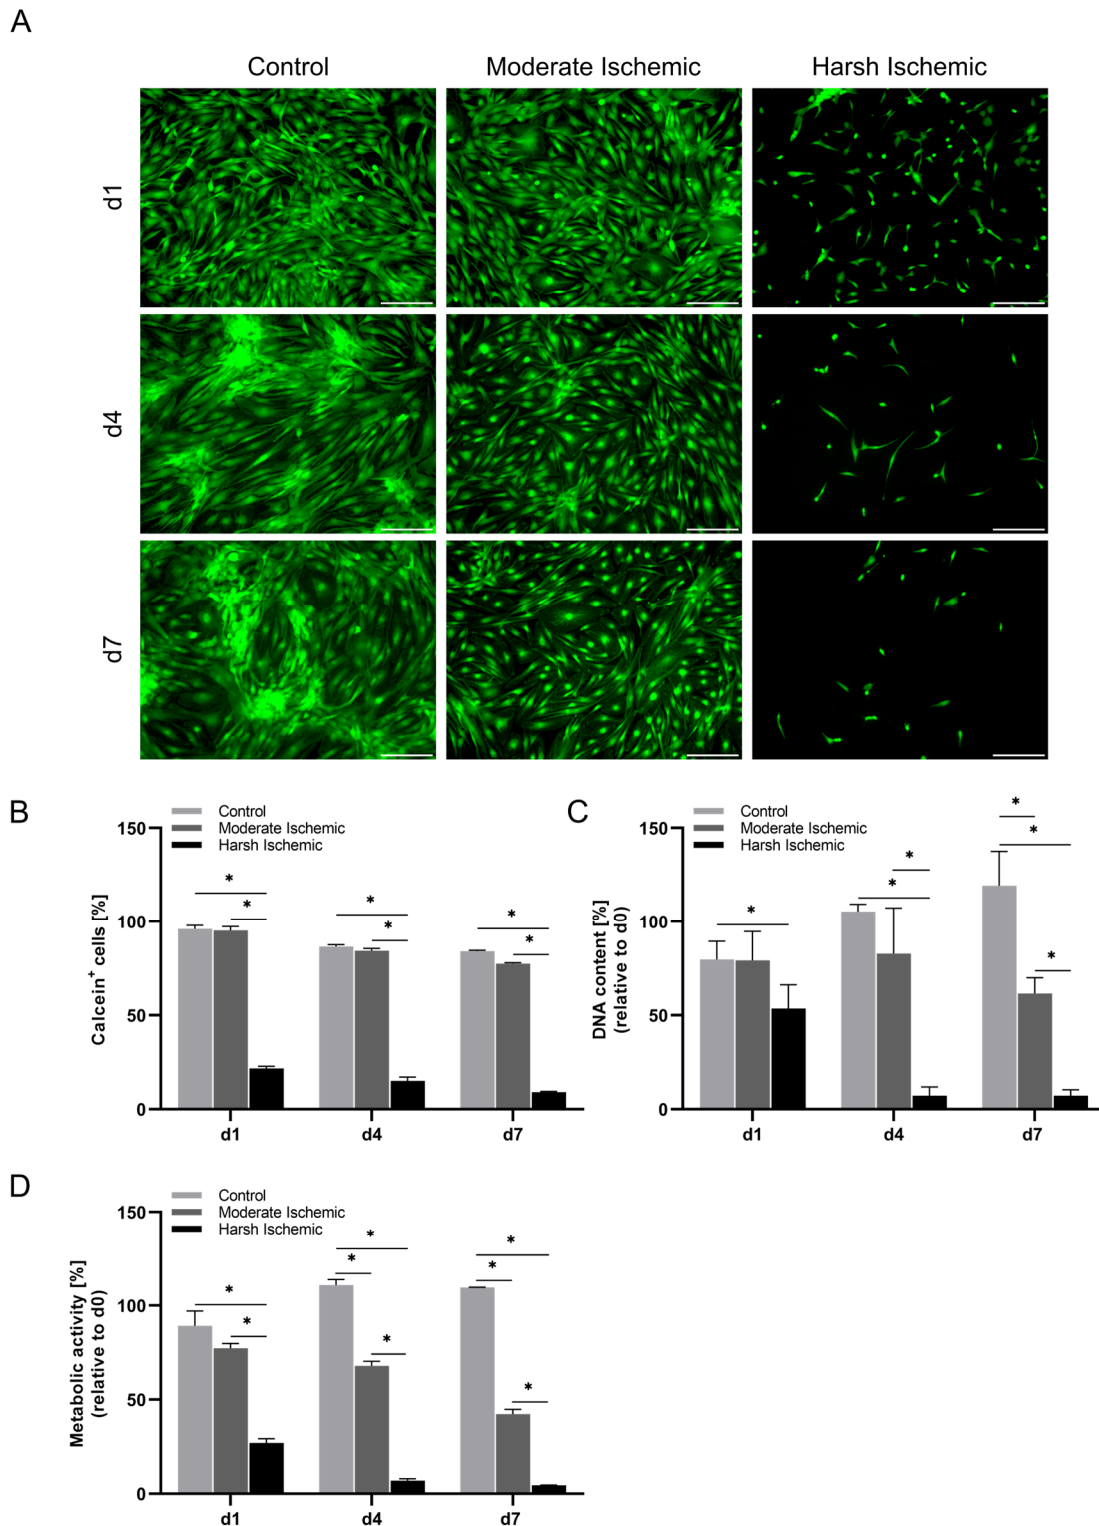 A
Control
Moderate Ischemic
Harsh Ischemic
d1
d4
d7
B
Control
Moderate Ischemic
Harsh Ischemic
Calcein+ cells [%]
150
100
50
0
*
*
*
*
*
*
d1
d4
d7
C
Control
Moderate Ischemic
Harsh Ischemic
DNA content [%]
(relative to d0)
150
100
50
0
*
*
*
*
*
*
d1
d4
d7
D
Control
Moderate Ischemic
Harsh Ischemic
Metabolic activity [%]
(relative to d0)
150
100
50
0
*
*
*
*
*
*
*
*
d1
d4
d7